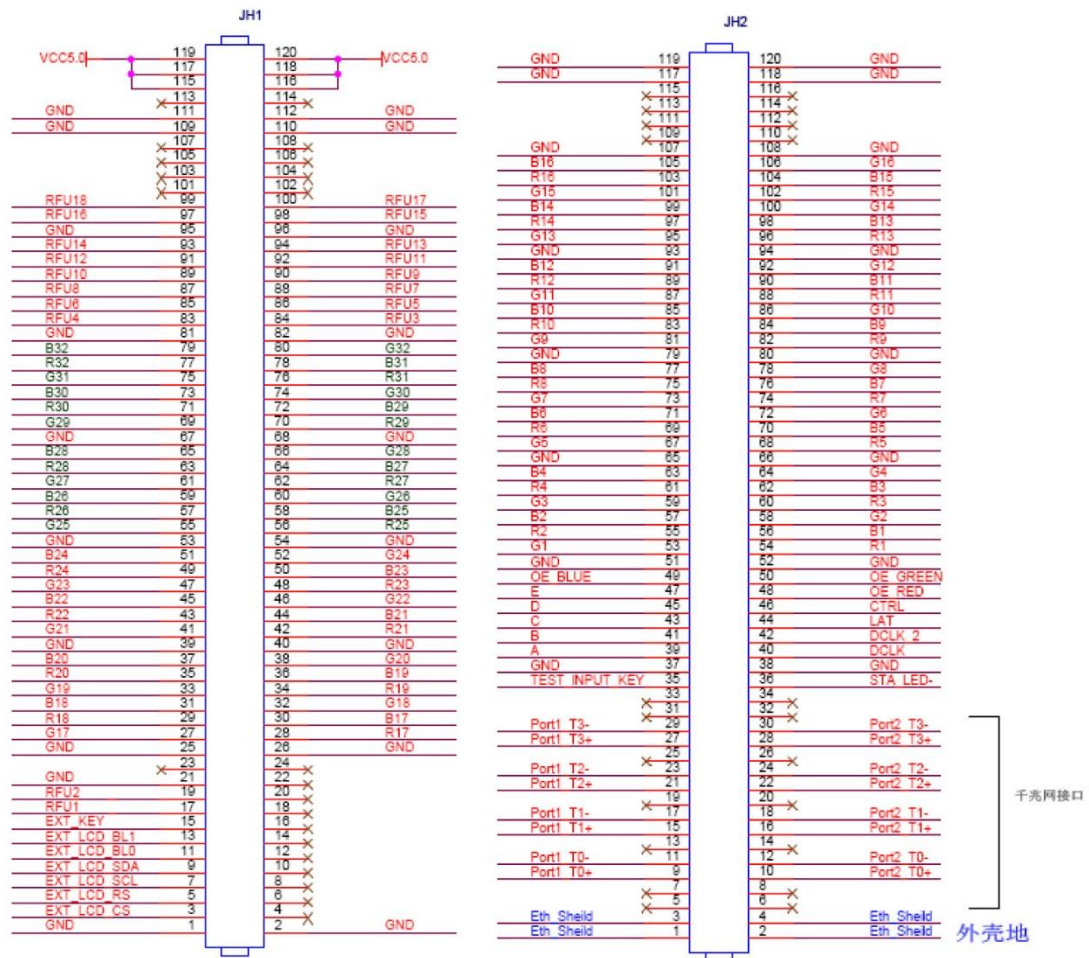 JH1
VCC5.0 119 120 VCC5.0
117 118
115 116
113 114
GND 111 112 GND
GND 109 110 GND
107 108
105 106
103 104
101 102
RFU18 99 100 RFU17
RFU16 97 98 RFU15
GND 95 96 GND
RFU14 93 94 RFU13
RFU12 91 92 RFU11
RFU10 89 90 RFU9
RFU8 87 88 RFU7
RFU6 85 86 RFU5
RFU4 83 84 RFU3
GND 81 82 GND
B32 79 80 G32
R32 77 78 B31
G31 75 76 R31
B30 73 74 G30
R30 71 72 B29
G29 69 70 R29
GND 67 68 GND
B28 65 66 G28
R28 63 64 B27
G27 61 62 R27
B26 59 60 G26
R26 57 58 B25
G25 55 56 R25
GND 53 54 GND
B24 51 52 G24
R24 49 50 B23
G23 47 48 R23
B22 45 46 G22
R22 43 44 B21
G21 41 42 R21
GND 39 40 GND
B20 37 38 G20
R20 35 36 B19
G19 33 34 R19
B18 31 32 G18
R18 29 30 B17
G17 27 28 R17
GND 25 26 GND
23 24
GND 21 22
RFU2 19 20
RFU1 17 18
EXT_KEY 15 16
EXT_LCD_BL1 13 14
EXT_LCD_BL0 11 12
EXT_LCD_SDA 9 10
EXT_LCD_SCL 7 8
EXT_LCD_RS 5 6
EXT_LCD_CS 3 4
GND 1 2 GND
JH2
GND 119 120 GND
GND 117 118 GND
115 116
113 114
111 112
109 110
GND 107 108 GND
B16 105 106 G16
R16 103 104 B15
G15 101 102 R15
B14 99 100 G14
R14 97 98 B13
G13 95 96 R13
GND 93 94 GND
B12 91 92 G12
R12 89 90 B11
G11 87 88 R11
B10 85 86 G10
R10 83 84 B9
G9 81 82 R9
GND 79 80 GND
B8 77 78 G8
R8 75 76 B7
G7 73 74 R7
B6 71 72 G6
R6 69 70 B5
G5 67 68 R5
GND 65 66 GND
B4 63 64 G4
R4 61 62 B3
G3 59 60 R3
B2 57 58 G2
R2 55 56 B1
G1 53 54 R1
GND 51 52 GND
OE_BLUE 49 50 OE_GREEN
E 47 48 OE_RED
D 45 46 CTRL
C 43 44 LAT
B 41 42 DCLK_2
A 39 40 DCLK
GND 37 38 GND
TEST_INPUT_KEY 35 36 STA_LED-
33 34
31 32
Port1_T3- 29 30 Port2_T3-
Port1_T3+ 27 28 Port2_T3+
25 26
Port1_T2- 23 24 Port2_T2-
Port1_T2+ 21 22 Port2_T2+
19 20
Port1_T1- 17 18 Port2_T1-
Port1_T1+ 15 16 Port2_T1+
13 14
Port1_T0- 11 12 Port2_T0-
Port1_T0+ 9 10 Port2_T0+
7 8
5 6
Eth_Sheild 3 4 Eth_Sheild
Eth_Sheild 1 2 Eth_Sheild
千兆网接口
外壳地